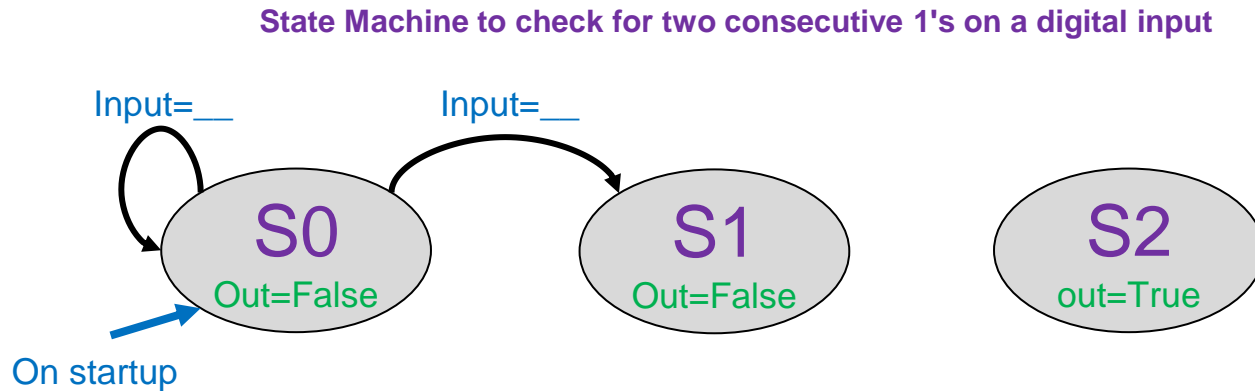 State Machine to check for two consecutive 1's on a digital input
Input=__ Input=__
S0 S1 S2
Out=False Out=False out=True
On startup